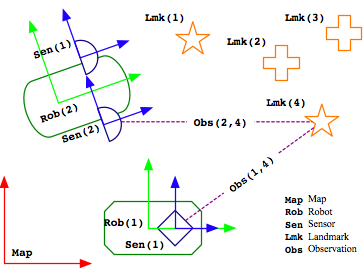 Lmk(1)
Lmk(3)
Sen(1)
Lmk(2)
Lmk(4)
Rob(2)
Sen(2)
Obs(2,4)
Obs(1,4)
Rob(1)
Sen(1)
Map
Map Map
Rob Robot
Sen Sensor
Lmk Landmark
Obs Observation